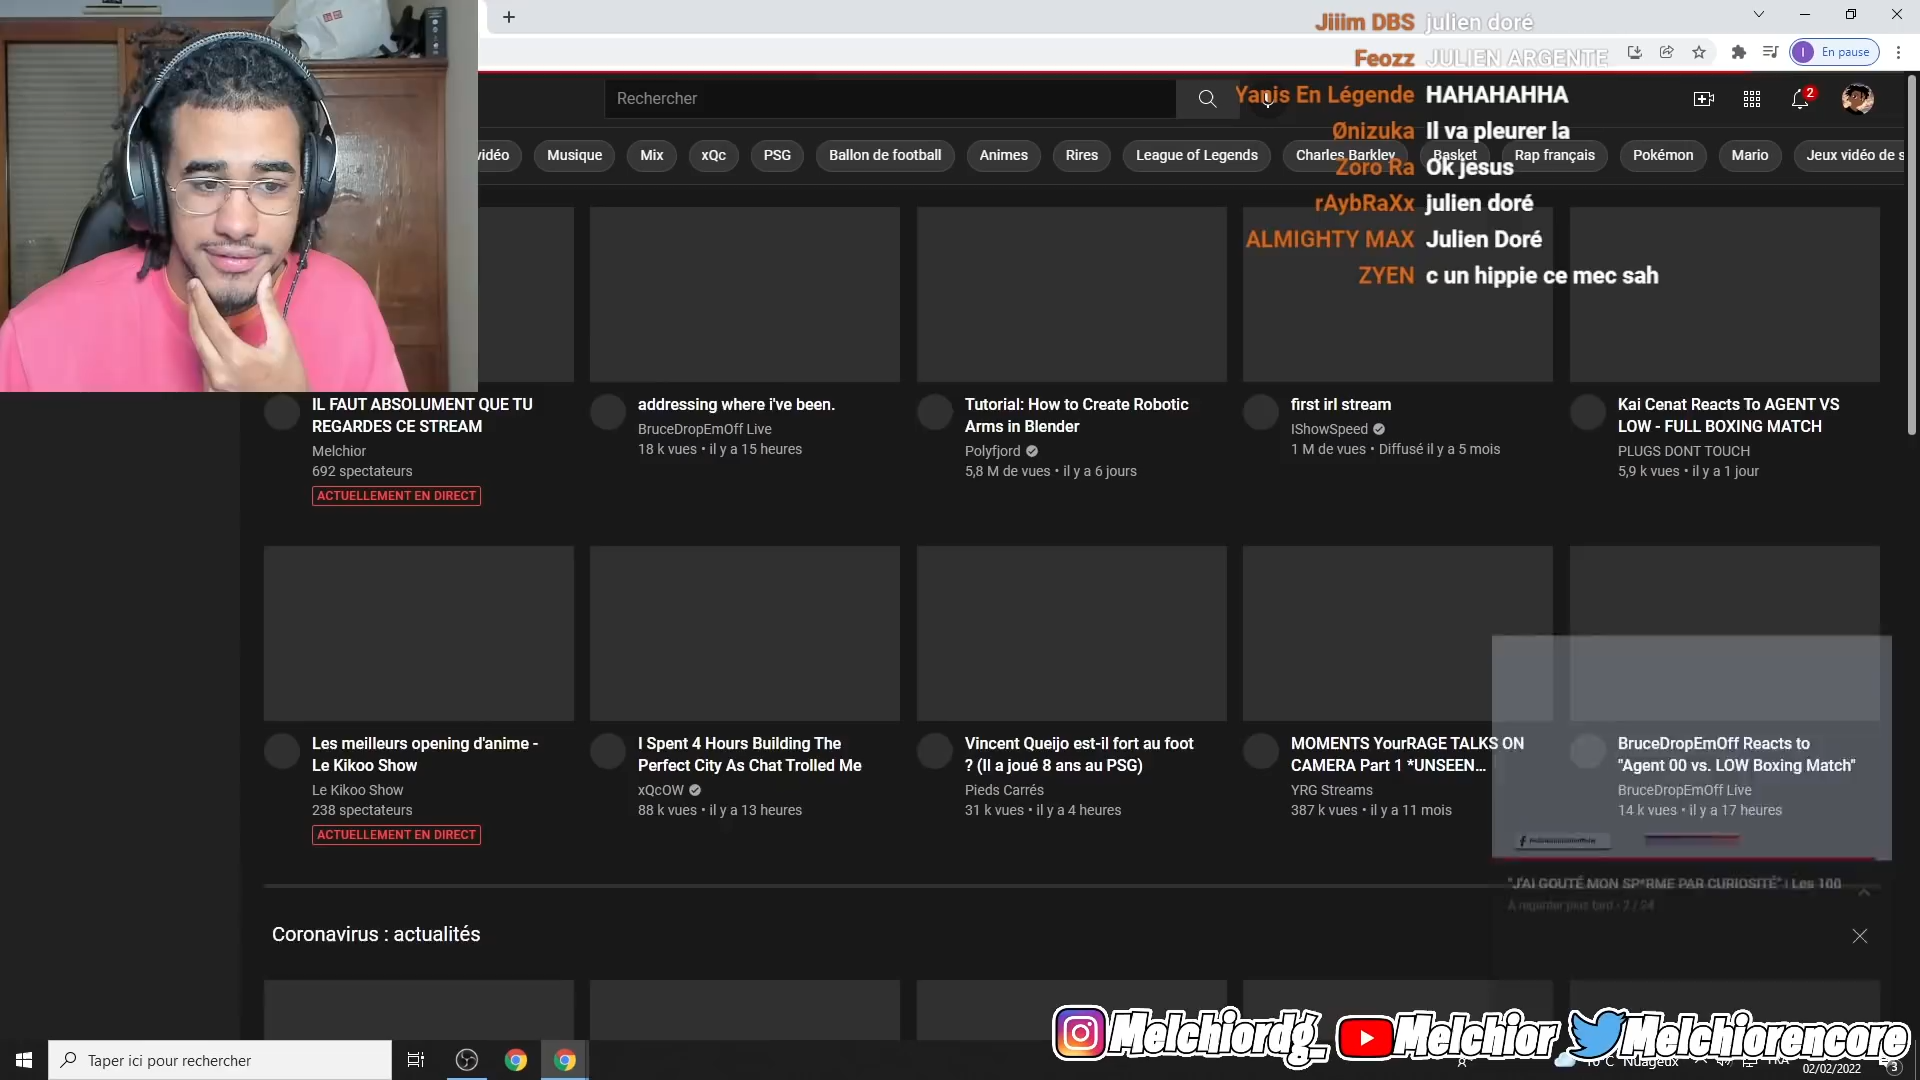 Jiiim DBS julien doré
Feozz JULIEN ARGENTE
En pause
Rechercher
Yanis En Légende HAHAHAHHA
2
Ønizuka Il va pleurer la
vidéo
Musique
Mix
xQc
PSG
Ballon de football
Animes
Rires
League of Legends
Charles Barkley
Basket
Rap français
Pokémon
Mario
Jeux vidéo de s
Zoro Ra Ok jesus
rAybRaXx julien doré
ALMIGHTY MAX Julien Doré
ZYEN c un hippie ce mec sah
IL FAUT ABSOLUMENT QUE TU
REGARDES CE STREAM
Melchior
692 spectateurs
ACTUELLEMENT EN DIRECT
addressing where i've been.
BruceDropEmOff Live
18 k vues • il y a 15 heures
Tutorial: How to Create Robotic
Arms in Blender
Polyfjord
5,8 M de vues • il y a 6 jours
first irl stream
IShowSpeed
1 M de vues • Diffusé il y a 5 mois
Kai Cenat Reacts To AGENT VS
LOW - FULL BOXING MATCH
PLUGS DONT TOUCH
5,9 k vues • il y a 1 jour
Les meilleurs opening d'anime -
Le Kikoo Show
Le Kikoo Show
238 spectateurs
ACTUELLEMENT EN DIRECT
I Spent 4 Hours Building The
Perfect City As Chat Trolled Me
xQcOW
88 k vues • il y a 13 heures
Vincent Queijo est-il fort au foot
? (Il a joué 8 ans au PSG)
Pieds Carrés
31 k vues • il y a 4 heures
MOMENTS YourRAGE TALKS ON
CAMERA Part 1 *UNSEEN...
YRG Streams
387 k vues • il y a 11 mois
BruceDropEmOff Reacts to
"Agent 00 vs. LOW Boxing Match"
BruceDropEmOff Live
14 k vues • il y a 17 heures
"J'AI GOUTÉ MON SP*RME PAR CURIOSITÉ" | Les 100
À regarder plus tard - 2 / 94
Coronavirus : actualités
Melchiordg_
Melchior
Melchiorencore
Taper ici pour rechercher
10°C Nuageux
FRA
02/02/2022
3